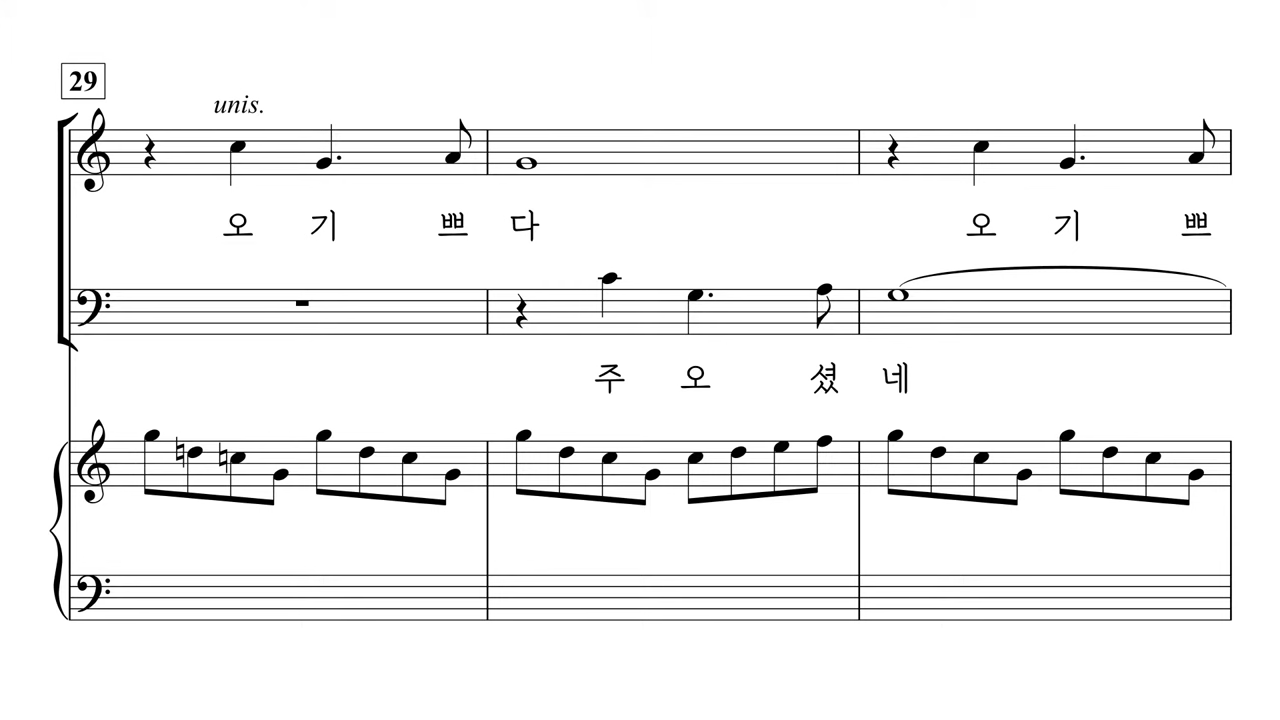 29
unis.
오 기 쁘 다 오 기 쁘
주 오 셨 네